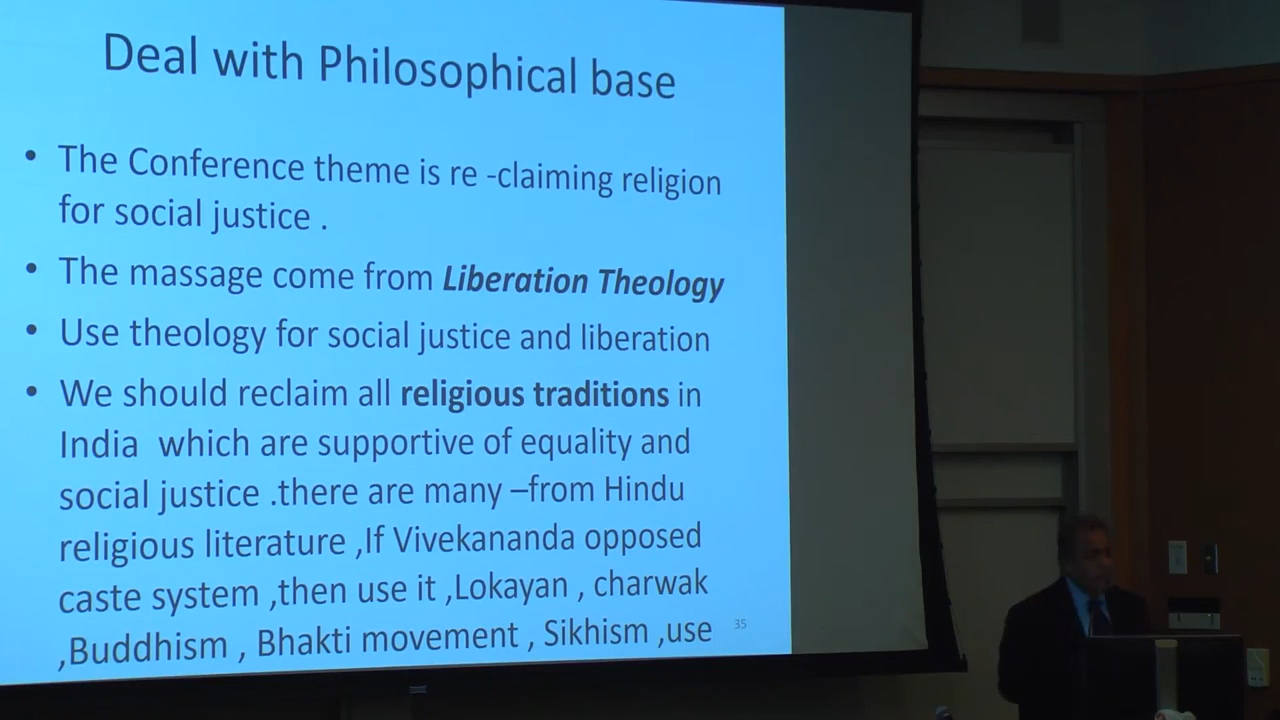 Deal with Philosophical base
• The Conference theme is re -claiming religion
for social justice .
• The massage come from Liberation Theology
• Use theology for social justice and liberation
• We should reclaim all religious traditions in
India which are supportive of equality and
social justice .there are many –from Hindu
religious literature ,If Vivekananda opposed
caste system ,then use it ,Lokayan , charwak
,Buddhism , Bhakti movement , Sikhism ,use
35